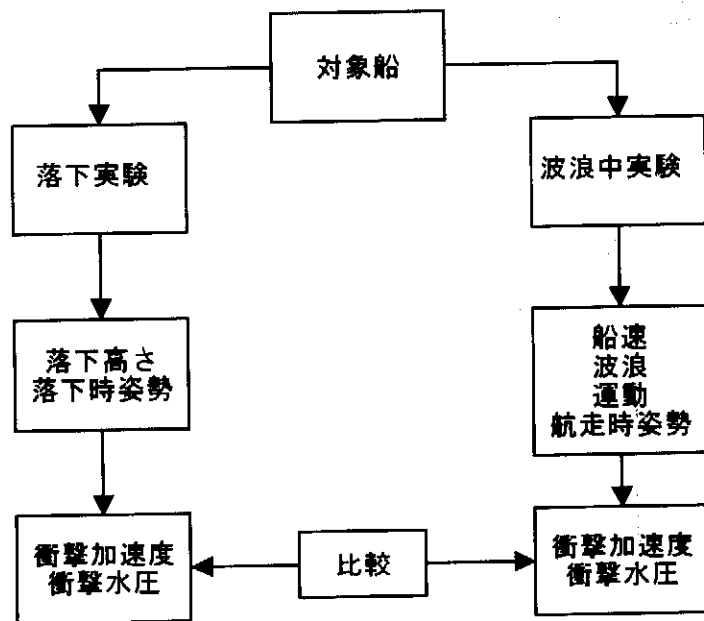 対象船
落下実験
波浪中実験
落下高さ
落下時姿勢
船速
波浪
運動
航走時姿勢
衝撃加速度
衝撃水圧
比較
衝撃加速度
衝撃水圧